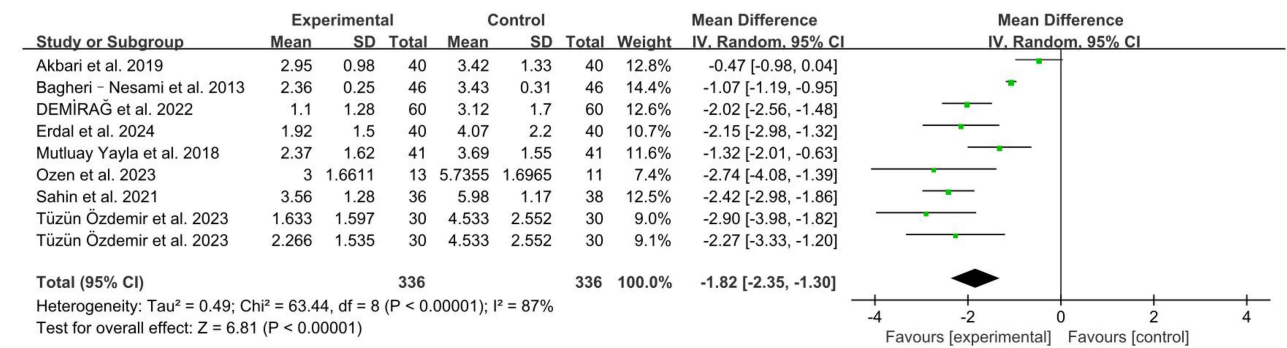 Experimental Control Mean Difference Mean Difference
Study or Subgroup Mean SD Total Mean SD Total Weight IV, Random, 95% CI IV, Random, 95% CI
Akbari et al. 2019 2.95 0.98 40 3.42 1.33 40 12.8% -0.47 [-0.98, 0.04]
Bagheri–Nesami et al. 2013 2.36 0.25 46 3.43 0.31 46 14.4% -1.07 [-1.19, -0.95]
DEMİRAĞ et al. 2022 1.1 1.28 60 3.12 1.7 60 12.6% -2.02 [-2.56, -1.48]
Erdal et al. 2024 1.92 1.5 40 4.07 2.2 40 10.7% -2.15 [-2.98, -1.32]
Mutluay Yayla et al. 2018 2.37 1.62 41 3.69 1.55 41 11.6% -1.32 [-2.01, -0.63]
Ozen et al. 2023 3 1.6611 13 5.7355 1.6965 11 7.4% -2.74 [-4.08, -1.39]
Sahin et al. 2021 3.56 1.28 36 5.98 1.17 38 12.5% -2.42 [-2.98, -1.86]
Tüzün Özdemir et al. 2023 1.633 1.597 30 4.533 2.552 30 9.0% -2.90 [-3.98, -1.82]
Tüzün Özdemir et al. 2023 2.266 1.535 30 4.533 2.552 30 9.1% -2.27 [-3.33, -1.20]
Total (95% CI) 336 336 100.0% -1.82 [-2.35, -1.30]
Heterogeneity: Tau² = 0.49; Chi² = 63.44, df = 8 (P < 0.00001); I² = 87%
Test for overall effect: Z = 6.81 (P < 0.00001)
-4 -2 0 2 4
Favours [experimental] Favours [control]